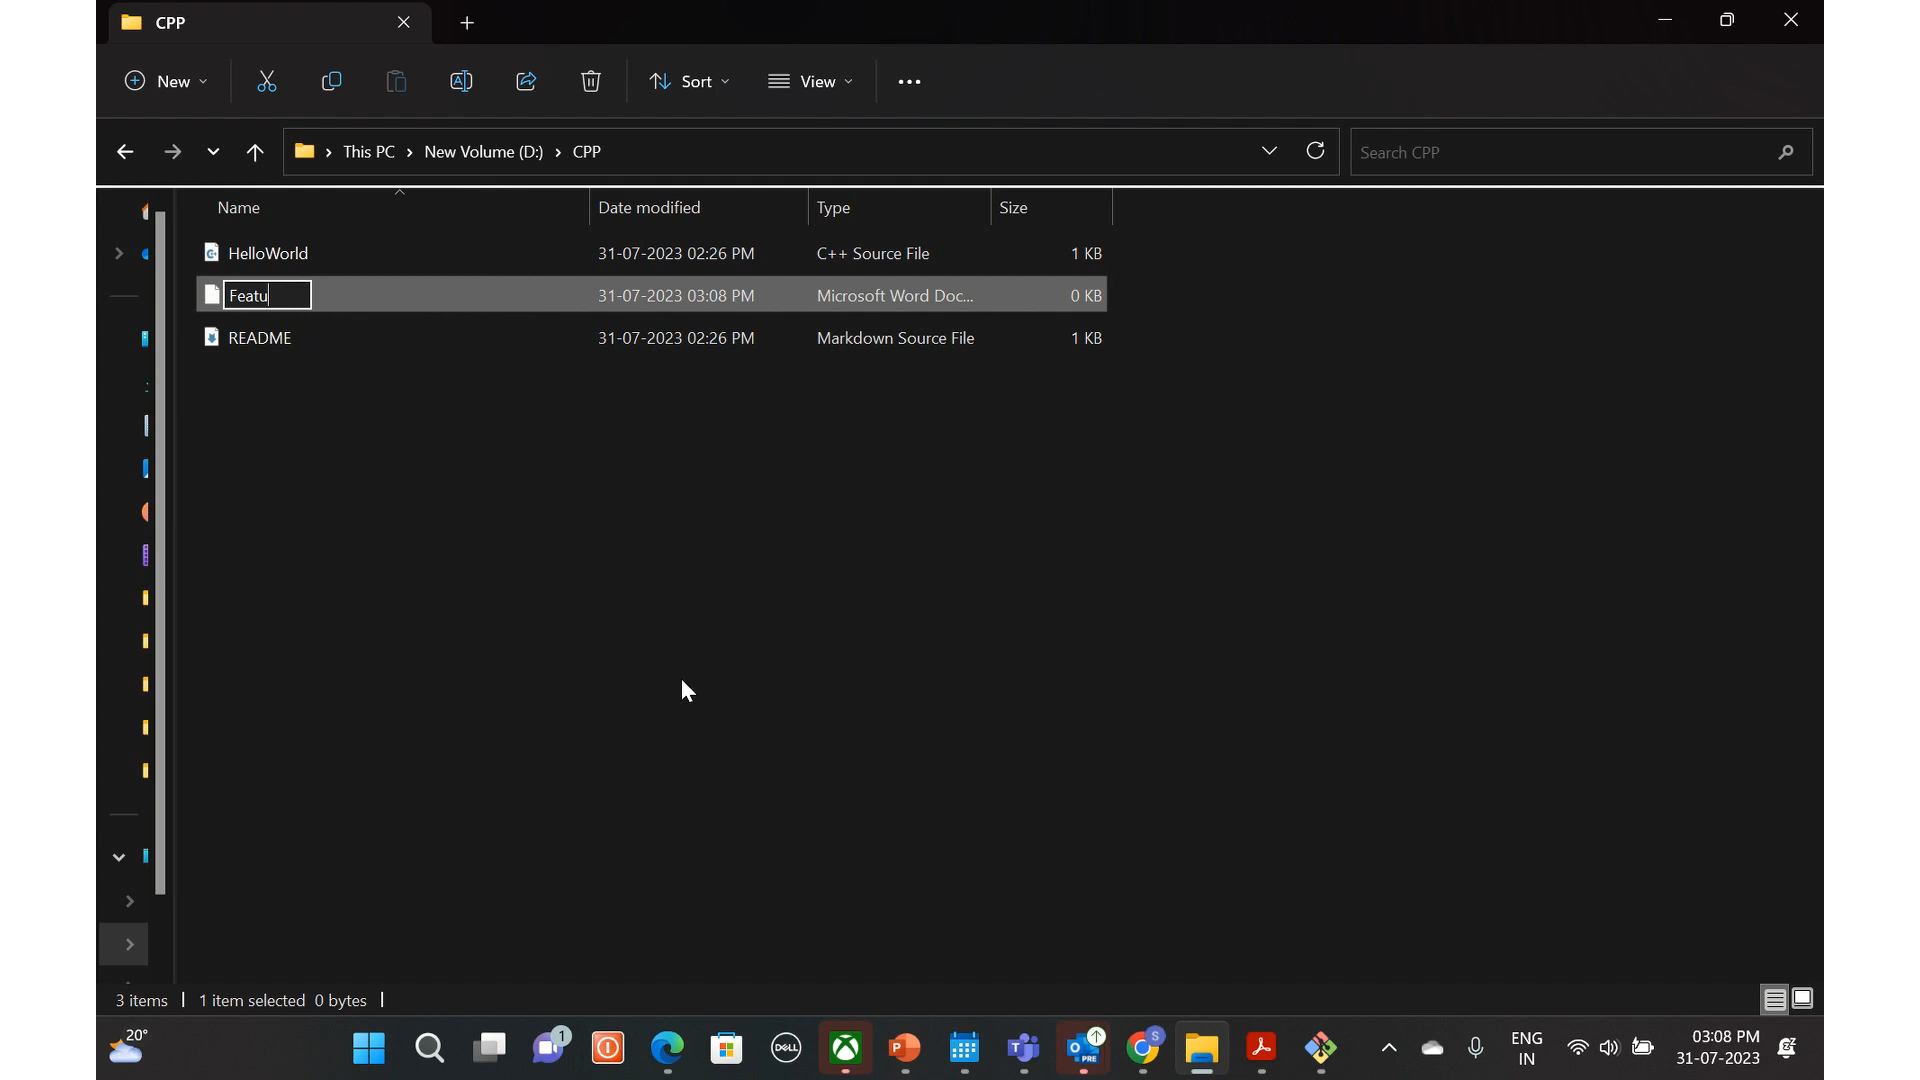 CPP
New
Sort
View
This PC
New Volume (D:)
CPP
Search CPP
Name
Date modified
Type
Size
HelloWorld
31-07-2023 02:26 PM
C++ Source File
1 KB
Featu
31-07-2023 03:08 PM
Microsoft Word Doc...
0 KB
README
31-07-2023 02:26 PM
Markdown Source File
1 KB
3 items
1 item selected 0 bytes
20°
1
DELL
P
T
O
PRE
S
ENG
IN
03:08 PM
31-07-2023